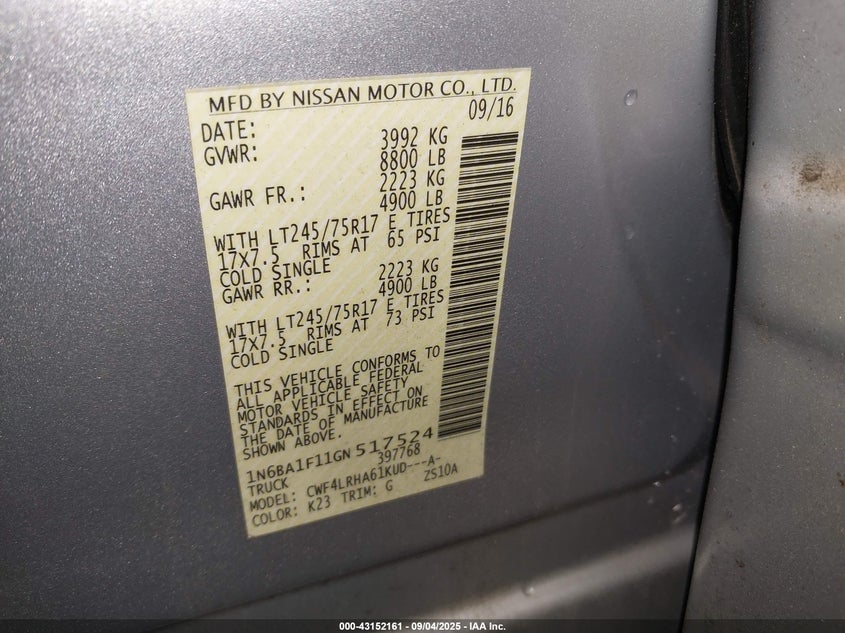 MFD BY NISSAN MOTOR CO., LTD.
DATE: 09/16
GVWR: 3992 KG
8800 LB
GAWR FR.: 2223 KG
4900 LB
WITH LT245/75R17 E TIRES
17X7.5 RIMS AT 65 PSI
COLD SINGLE
GAWR RR.: 2223 KG
4900 LB
WITH LT245/75R17 E TIRES
17X7.5 RIMS AT 73 PSI
COLD SINGLE
THIS VEHICLE CONFORMS TO
ALL APPLICABLE FEDERAL
MOTOR VEHICLE SAFETY
STANDARDS IN EFFECT ON
THE DATE OF MANUFACTURE
SHOWN ABOVE.
1N6BA1F11GN517524
TRUCK 397768
MODEL: CWF4LRHA61KUD---A-
COLOR: K23 TRIM: G ZS10A
000-43152161 - 09/04/2025 - IAA Inc.